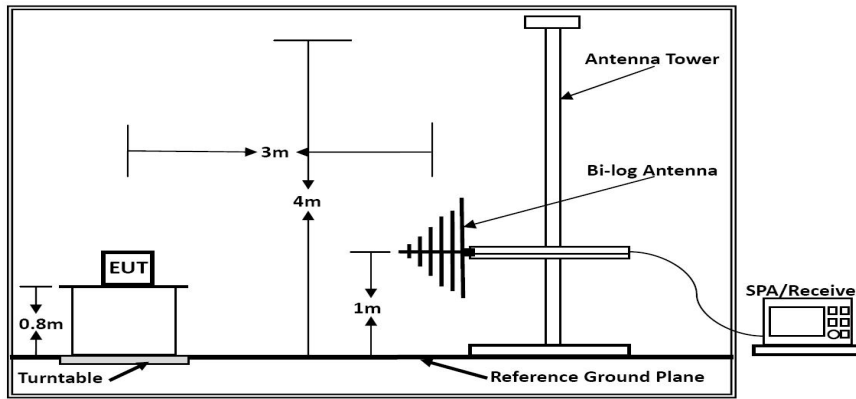 Antenna Tower
3m
Bi-log Antenna
4m
EUT
SPA/Receive
1m
0.8m
Turntable
Reference Ground Plane